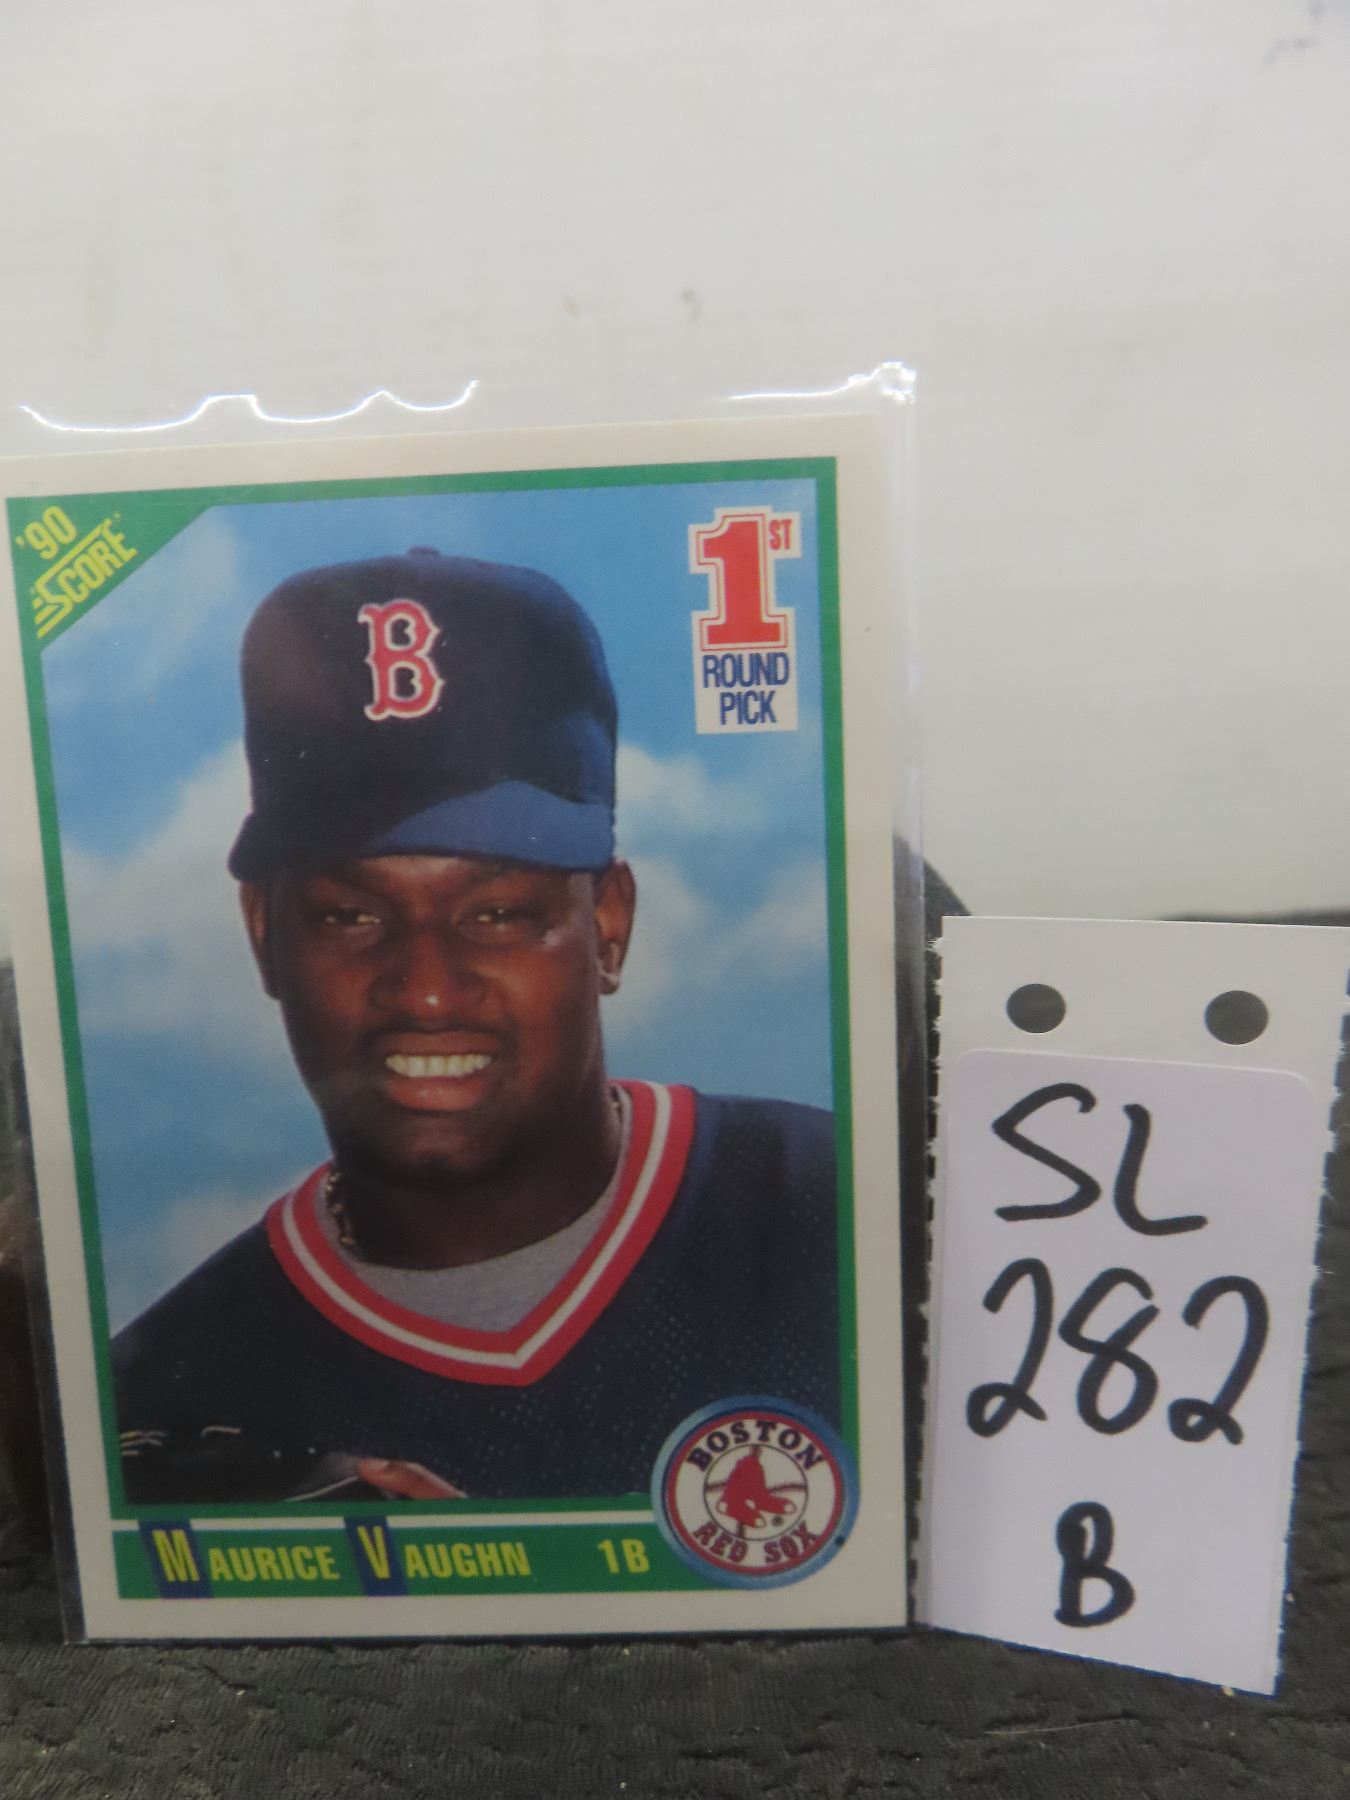 '90
SCORE
1ST
ROUND
PICK
B
MAURICE VAUGHN 1B
BOSTON
RED SOX
SL
282
B